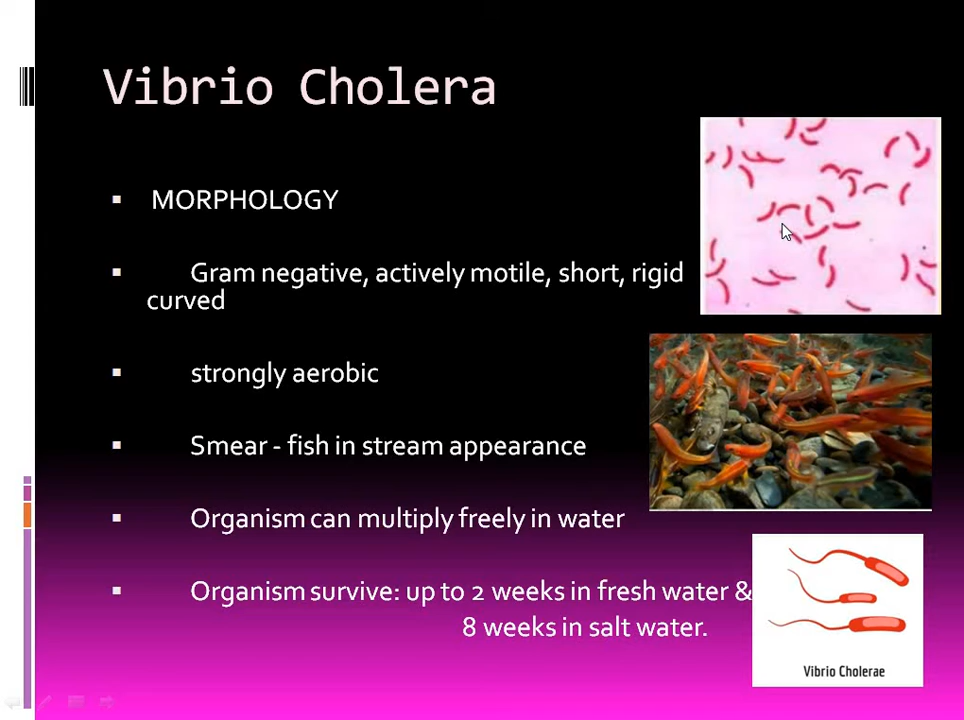 Vibrio Cholera
MORPHOLOGY
Gram negative, actively motile, short, rigid
curved
strongly aerobic
Smear - fish in stream appearance
Organism can multiply freely in water
Organism survive: up to 2 weeks in fresh water &
8 weeks in salt water.
Vibrio Cholerae